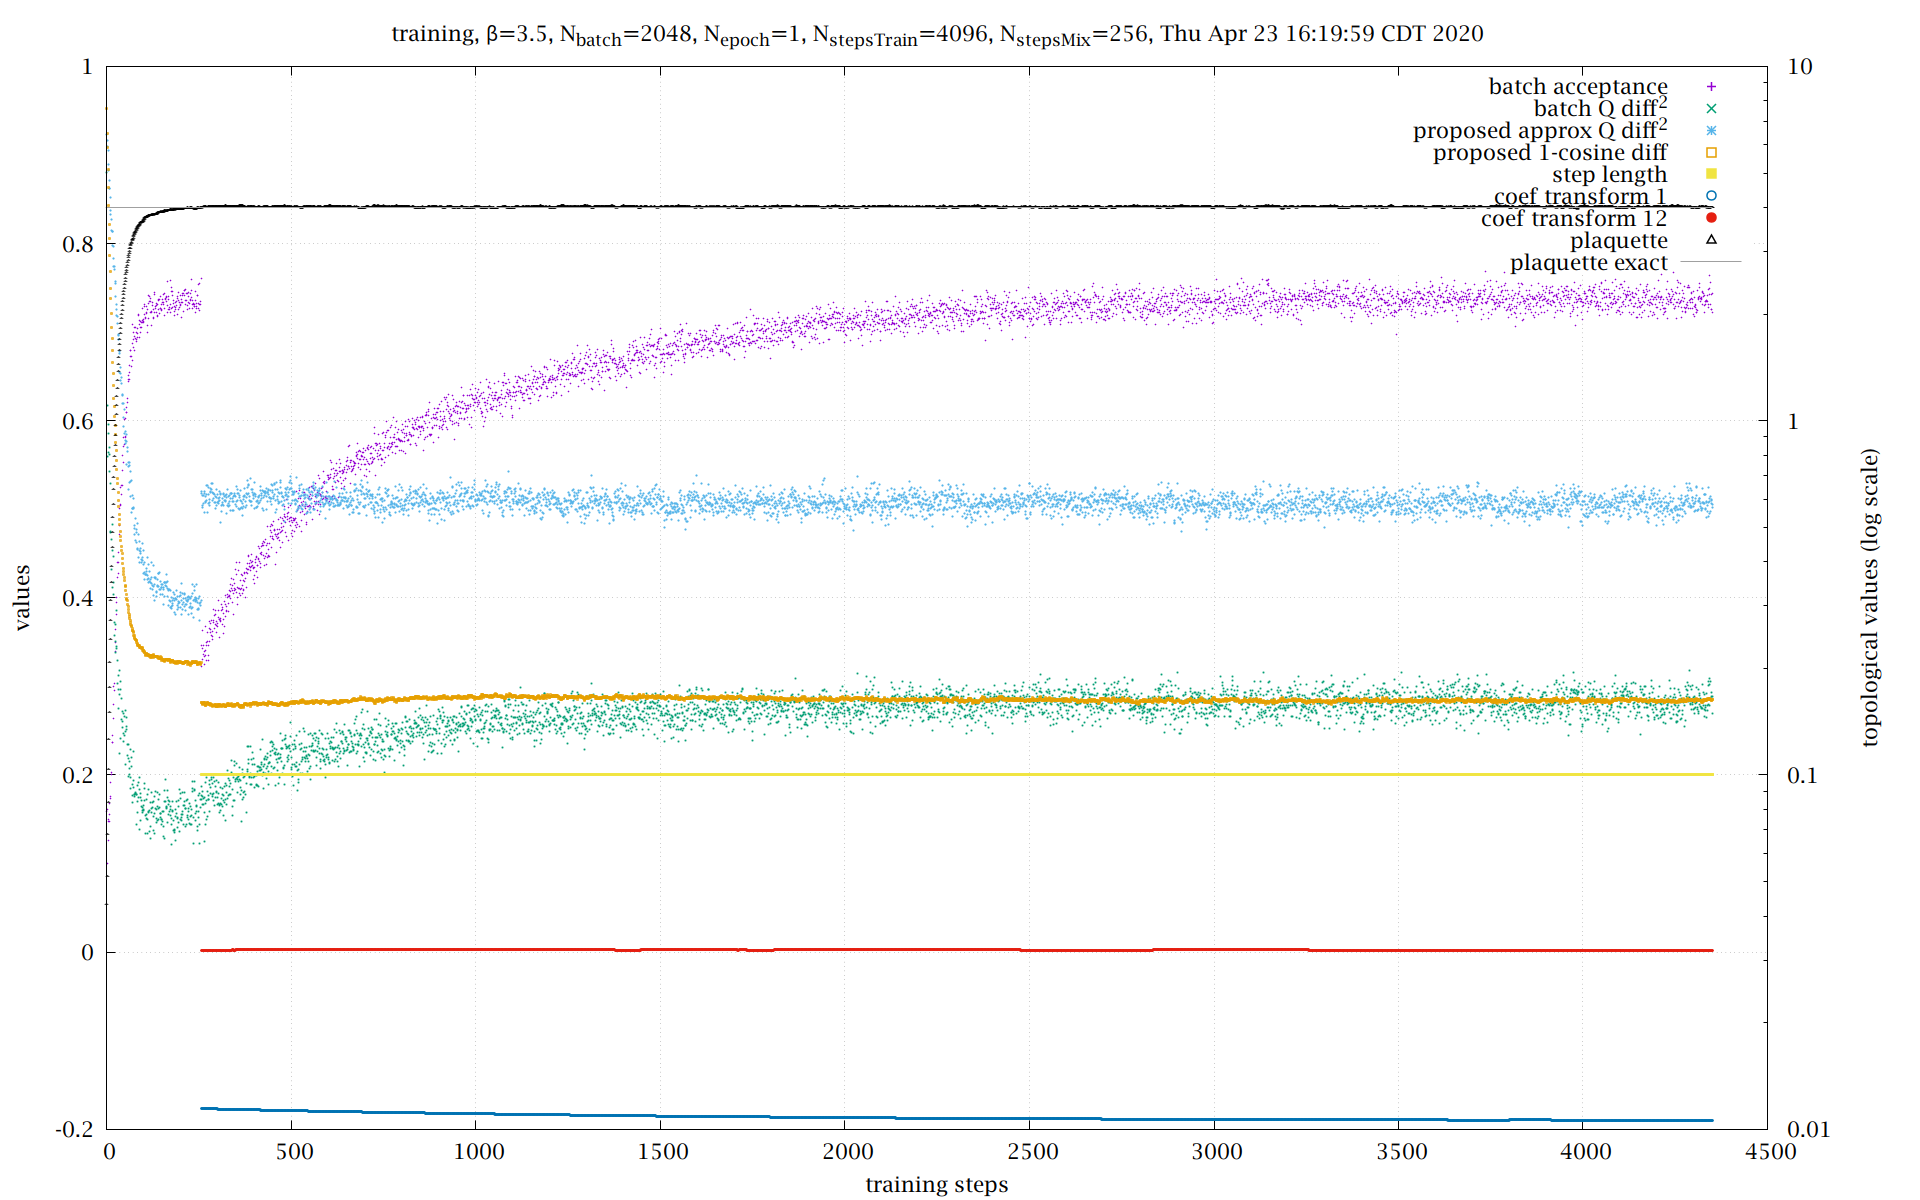 training, β=3.5, Nbatch=2048, Nepoch=1, NstepsTrain=4096, NstepsMix=256, Thu Apr 23 16:19:59 CDT 2020
batch acceptance
batch Q diff2
proposed approx Q diff2
proposed 1-cosine diff
step length
coef transform 1
coef transform 12
plaquette
plaquette exact
1
0.8
0.6
0.4
0.2
0
-0.2
values
10
1
0.1
0.01
topological values (log scale)
0 500 1000 1500 2000 2500 3000 3500 4000 4500
training steps